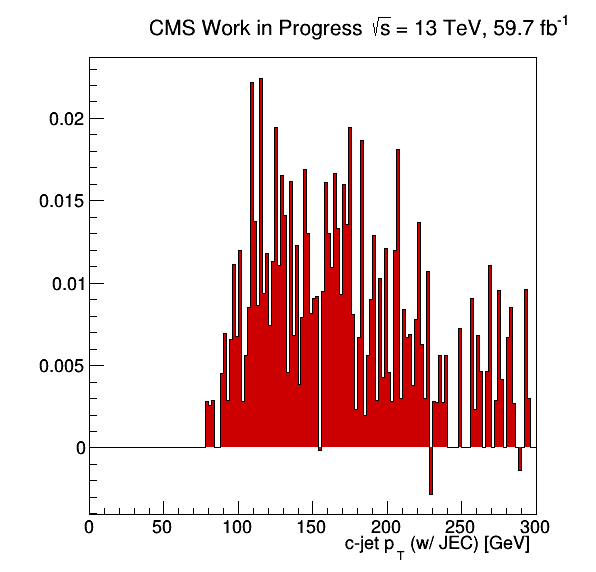 CMS Work in Progress √s = 13 TeV, 59.7 fb⁻¹
0.02
0.015
0.01
0.005
0
0 50 100 150 200 250 300
c-jet p_T (w/ JEC) [GeV]